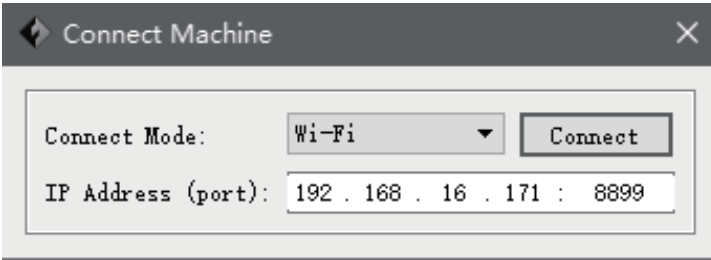 Connect Machine
Connect Mode: Wi-Fi Connect
IP Address (port): 192 . 168 . 16 . 171 : 8899